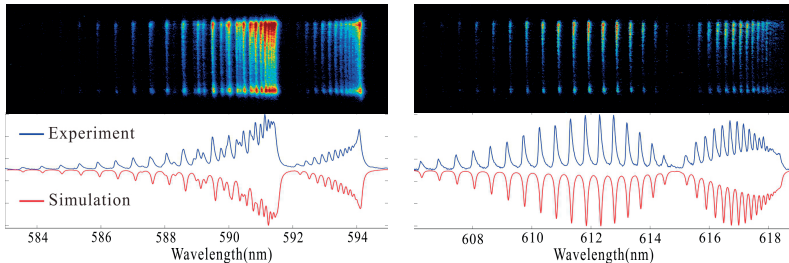 Experiment
Simulation
584 586 588 590 592 594
Wavelength(nm)
608 610 612 614 616 618
Wavelength(nm)